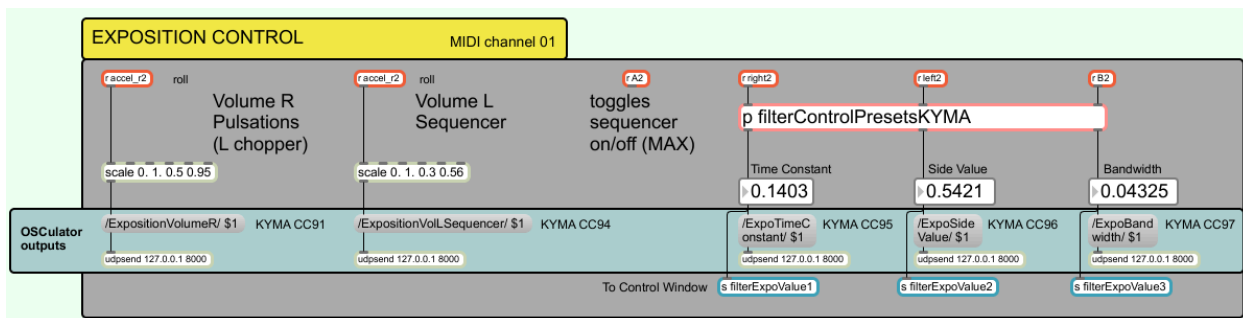 EXPOSITION CONTROL
MIDI channel 01
r accel_r2
roll
r accel_r2
roll
r A2
r right2
r left2
r B2
Volume R
Pulsations
(L chopper)
Volume L
Sequencer
toggles
sequencer
on/off (MAX)
p filterControlPresetsKYMA
scale 0. 1. 0.5 0.95
scale 0. 1. 0.3 0.56
Time Constant
Side Value
Bandwidth
0.1403
0.5421
0.04325
OSCulator
outputs
/ExpositionVolumeR/ $1
KYMA CC91
/ExpositionVolLSequencer/ $1
KYMA CC94
/ExpoTimeC
onstant/ $1
KYMA CC95
/ExpoSide
Value/ $1
KYMA CC96
/ExpoBand
width/ $1
KYMA CC97
udpsend 127.0.0.1 8000
udpsend 127.0.0.1 8000
udpsend 127.0.0.1 8000
udpsend 127.0.0.1 8000
udpsend 127.0.0.1 8000
To Control Window
s filterExpoValue1
s filterExpoValue2
s filterExpoValue3